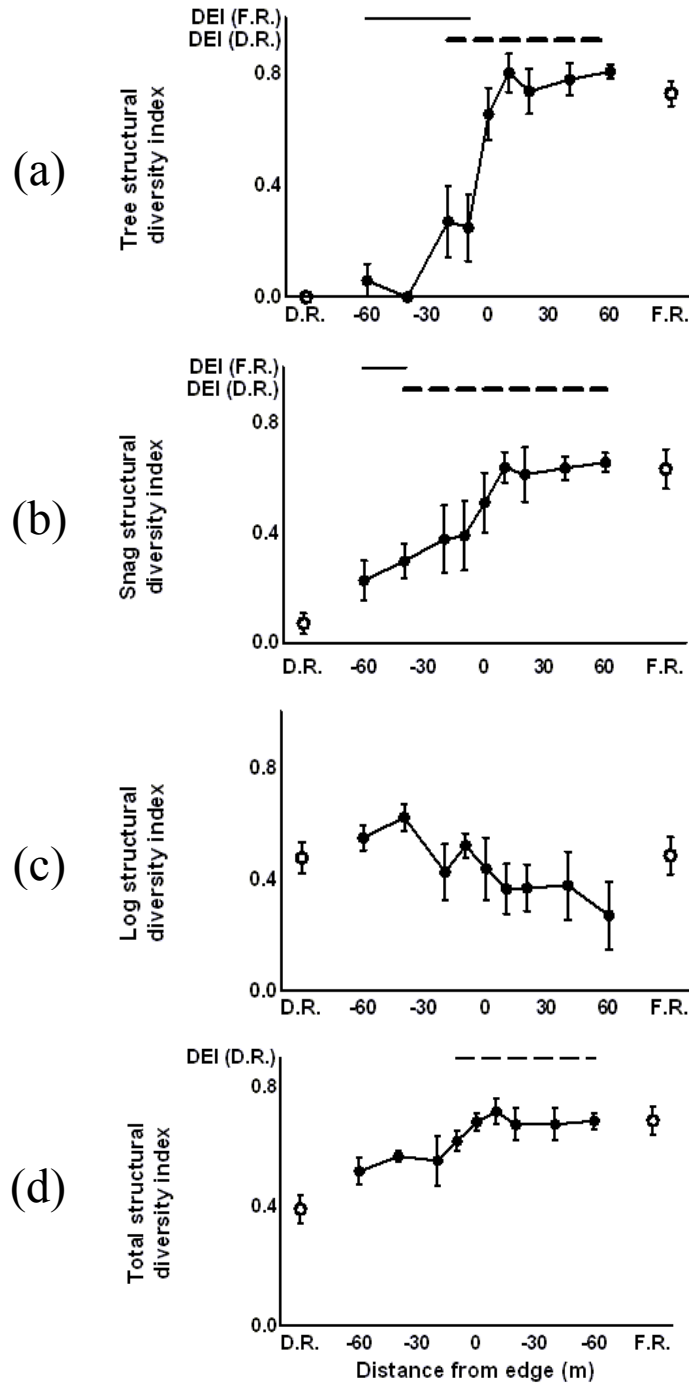 (a)
DEI (F.R.)
DEI (D.R.)
Tree structural
diversity index
0.8
0.4
0.0
D.R. -60 -30 0 30 60 F.R.
(b)
DEI (F.R.)
DEI (D.R.)
Snag structural
diversity index
0.8
0.4
0.0
D.R. -60 -30 0 30 60 F.R.
(c)
Log structural
diversity index
0.8
0.4
0.0
D.R. -60 -30 0 30 60 F.R.
(d)
DEI (D.R.)
Total structural
diversity index
0.8
0.4
0.0
D.R. -60 -30 0 30 -60 F.R.
Distance from edge (m)